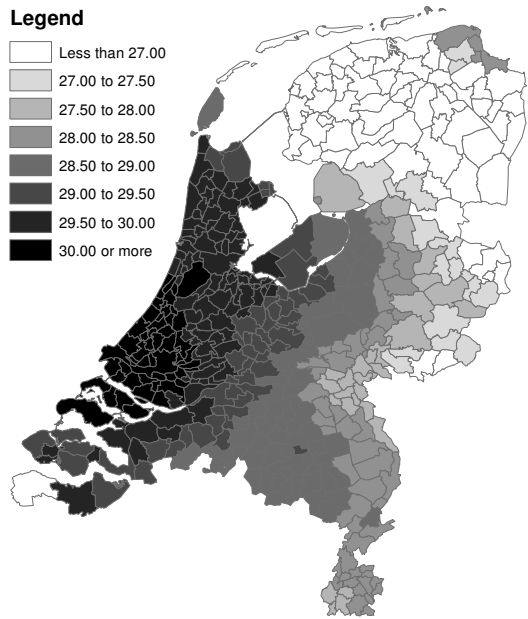 Legend
Less than 27.00
27.00 to 27.50
27.50 to 28.00
28.00 to 28.50
28.50 to 29.00
29.00 to 29.50
29.50 to 30.00
30.00 or more